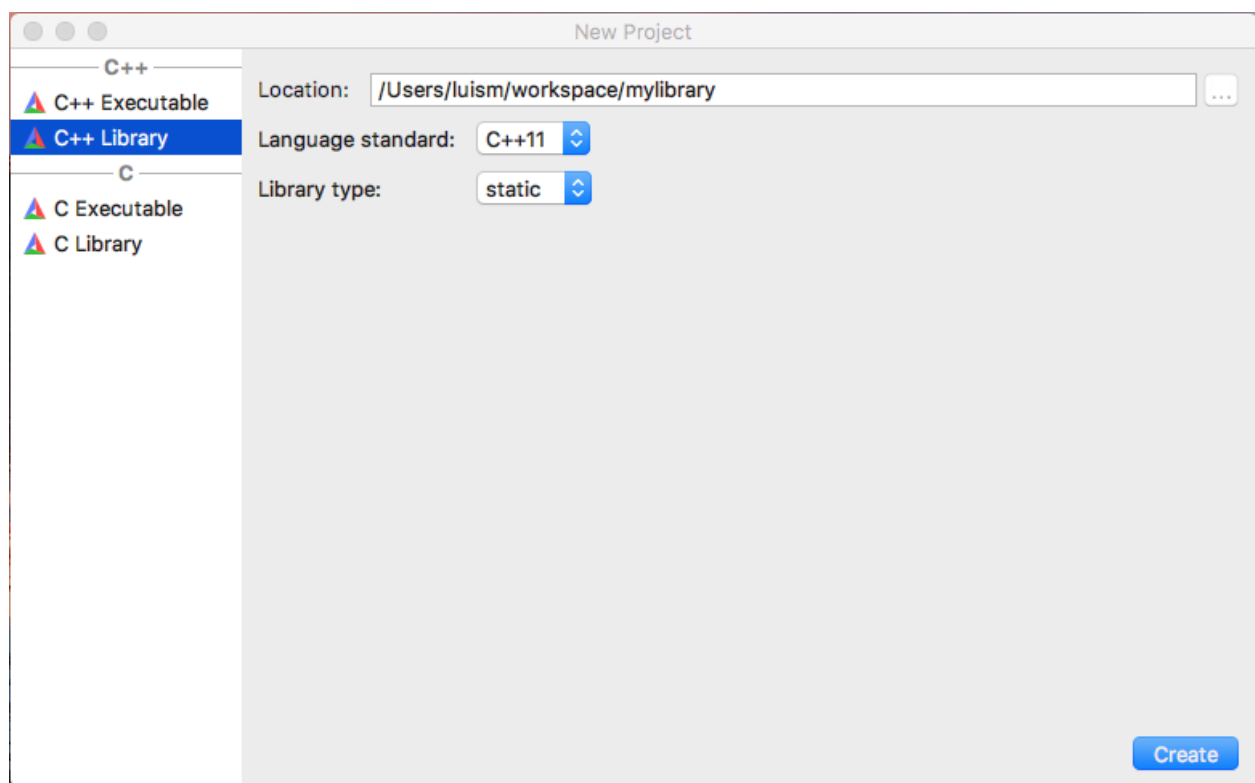 New Project
C++
C++ Executable
C++ Library
C
C Executable
C Library
Location: /Users/luism/workspace/mylibrary ...
Language standard: C++11
Library type: static
Create